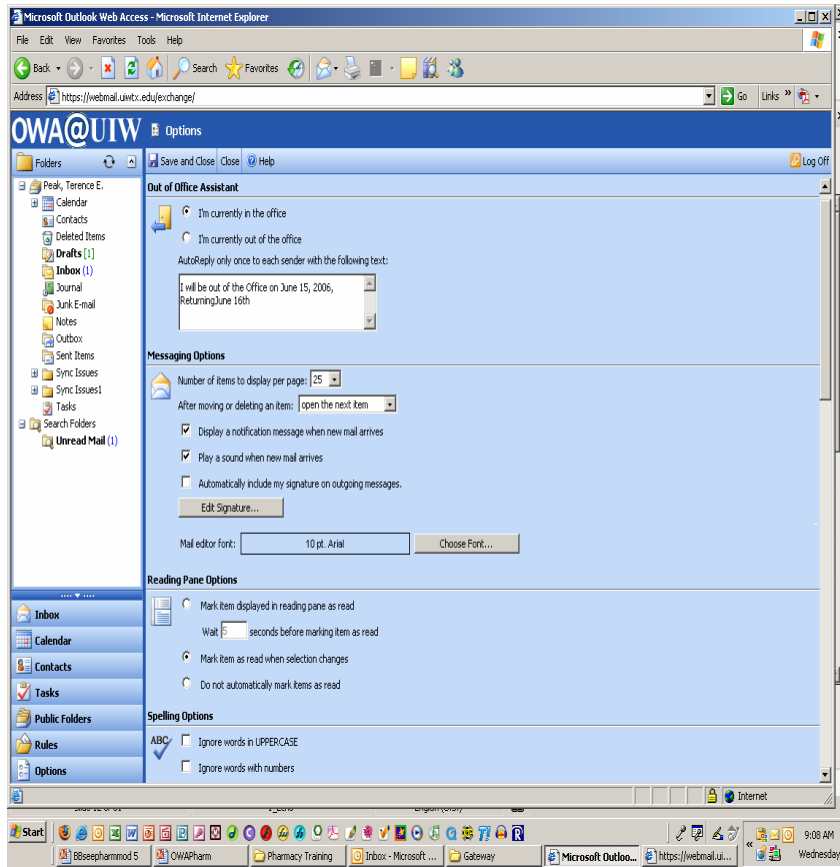 Microsoft Outlook Web Access - Microsoft Internet Explorer
File Edit View Favorites Tools Help
Back Search Favorites
Address https://webmail.uiwtx.edu/exchange/ Go Links »
OWA@UIW Options
Folders Save and Close Close Help Log Off
Peak, Terence E.
Calendar
Contacts
Deleted Items
Drafts [1]
Inbox (1)
Journal
Junk E-mail
Notes
Outbox
Sent Items
Sync Issues
Sync Issues1
Tasks
Search Folders
Unread Mail (1)
Inbox
Calendar
Contacts
Tasks
Public Folders
Rules
Options
Out of Office Assistant
I'm currently in the office
I'm currently out of the office
AutoReply only once to each sender with the following text:
I will be out of the Office on June 15, 2006,
ReturningJune 16th
Messaging Options
Number of items to display per page: 25
After moving or deleting an item: open the next item
Display a notification message when new mail arrives
Play a sound when new mail arrives
Automatically include my signature on outgoing messages.
Edit Signature...
Mail editor font: 10 pt. Arial Choose Font...
Reading Pane Options
Mark item displayed in reading pane as read
Wait 5 seconds before marking item as read
Mark item as read when selection changes
Do not automatically mark items as read
Spelling Options
ABC
Ignore words in UPPERCASE
Ignore words with numbers
Internet
Start « 9:08 AM
BBseepharmmod 5 OWAPharm Pharmacy Training Inbox - Microsoft ... Gateway Microsoft Outloo... https://webmail.ui... Wednesday